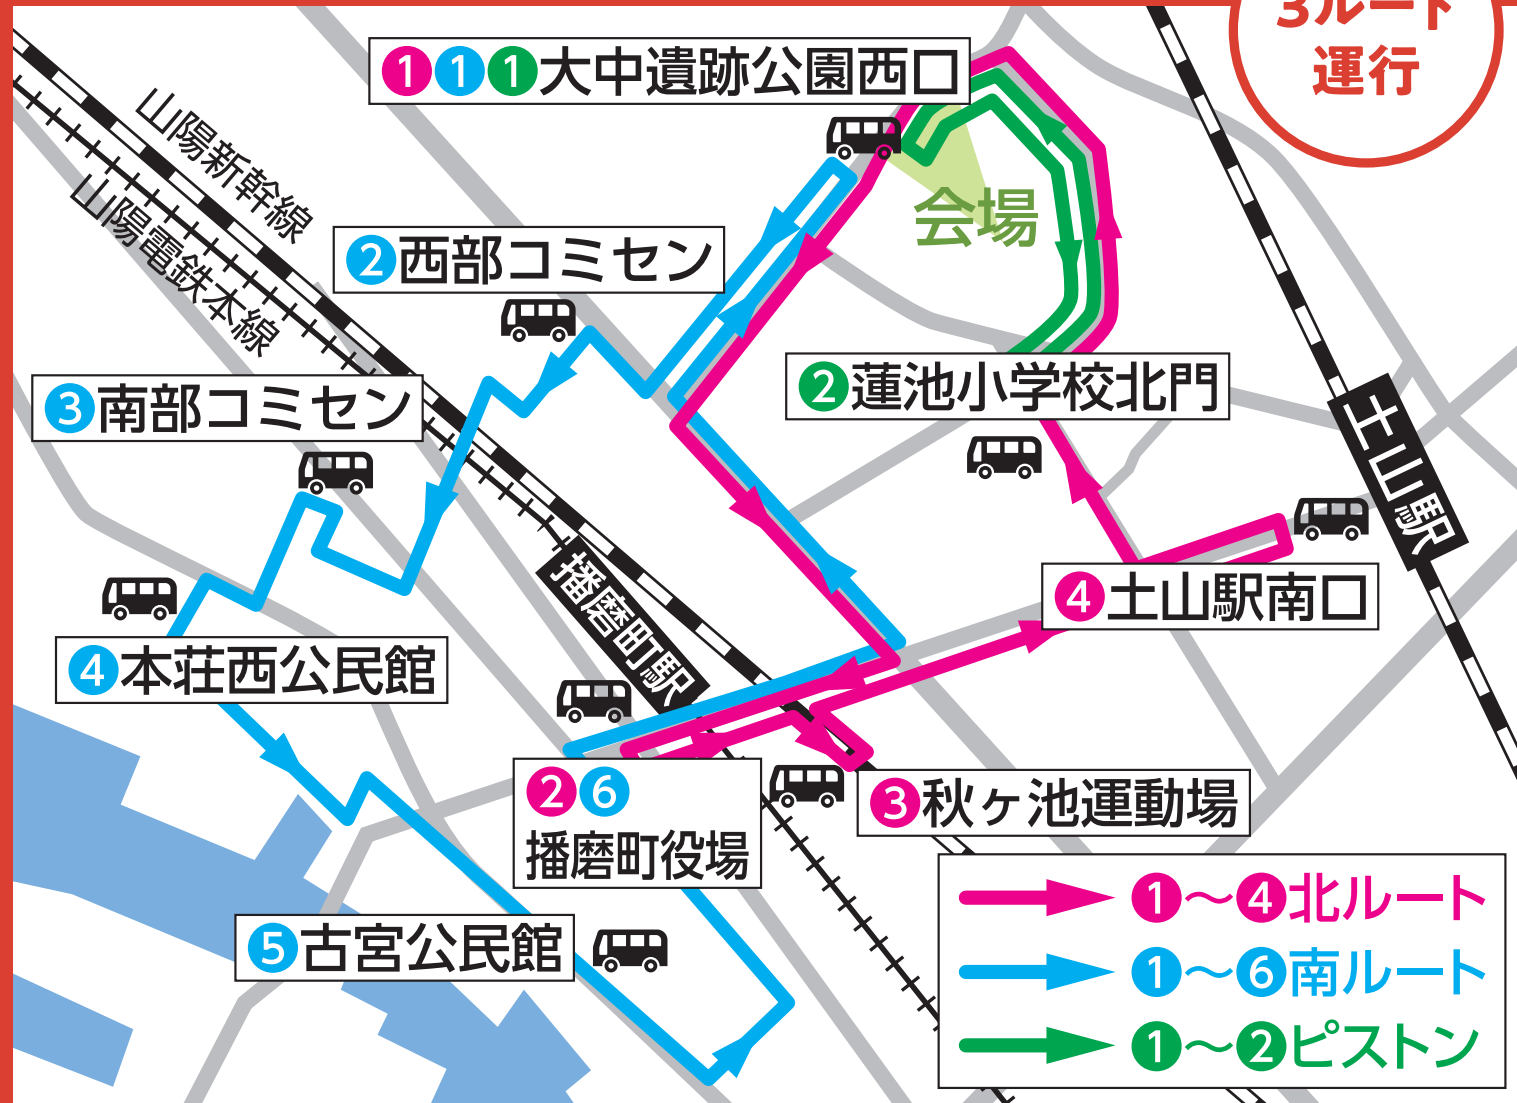 3ルート
運行
111大中遺跡公園西口
山陽新幹線
山陽電鉄本線
会場
2西部コミセン
3南部コミセン
2蓮池小学校北門
土山駅
播磨町駅
4土山駅南口
4本荘西公民館
26
播磨町役場
3秋ヶ池運動場
5古宮公民館
1〜4北ルート
1〜6南ルート
1〜2ピストン